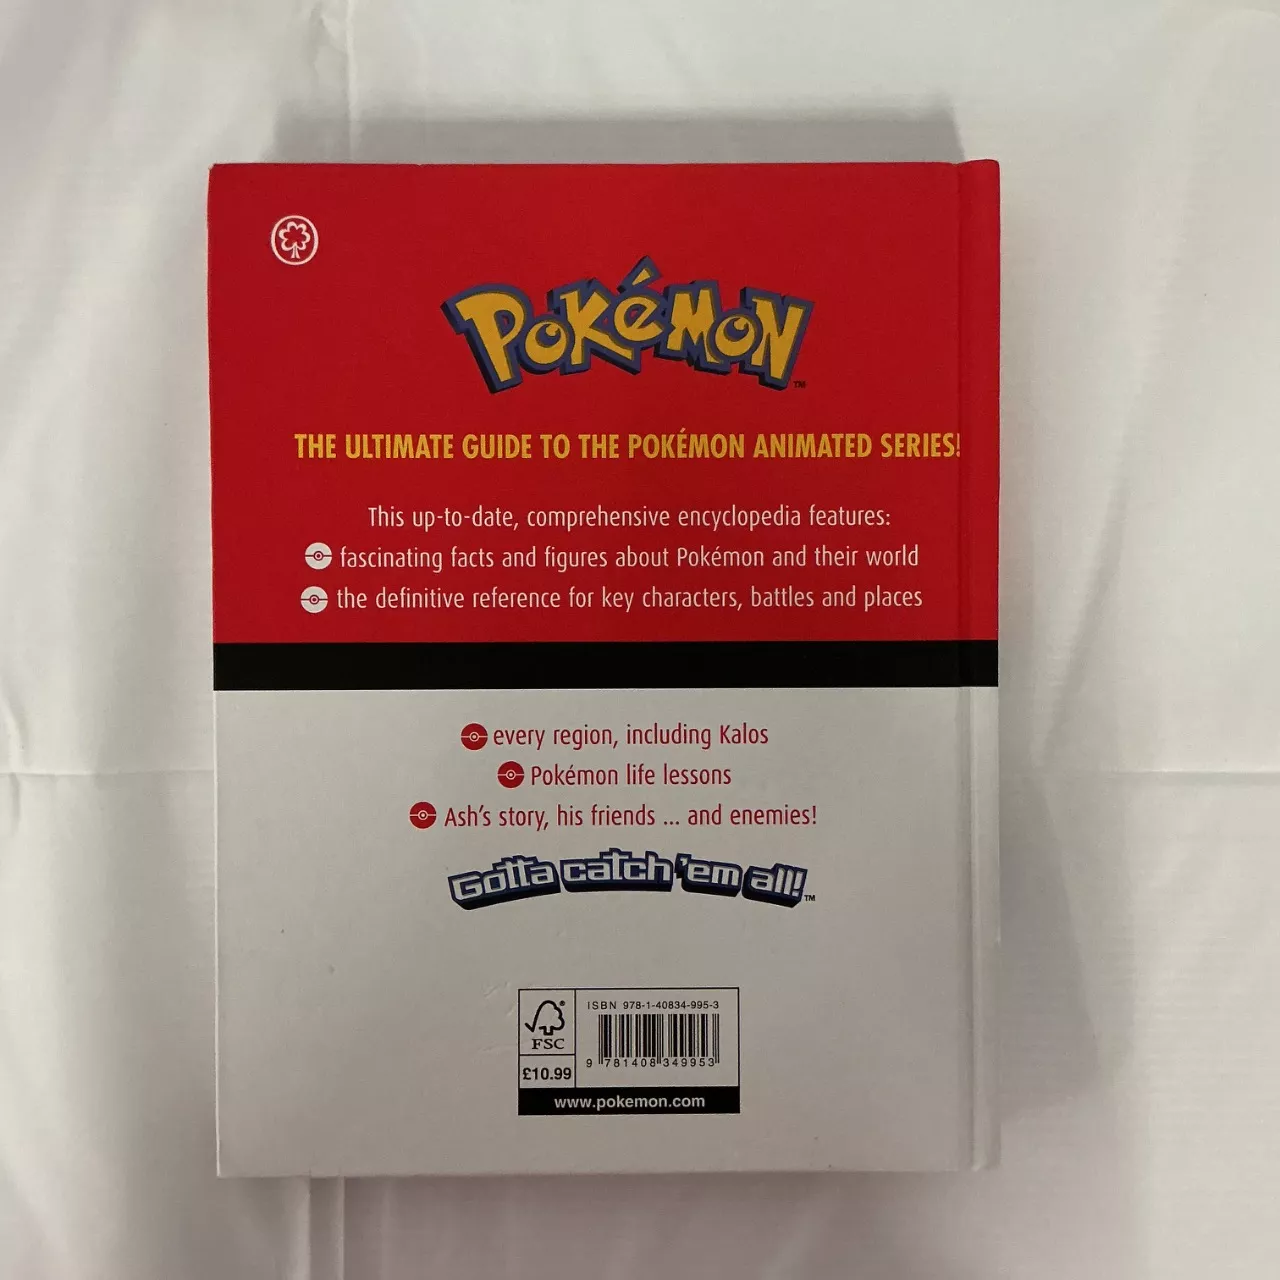 POKéMON™
THE ULTIMATE GUIDE TO THE POKÉMON ANIMATED SERIES!
This up-to-date, comprehensive encyclopedia features:
fascinating facts and figures about Pokémon and their world
the definitive reference for key characters, battles and places
every region, including Kalos
Pokémon life lessons
Ash's story, his friends ... and enemies!
Gotta catch 'em all!™
ISBN 978-1-40834-995-3
FSC
9 781408 349953
£10.99
www.pokemon.com